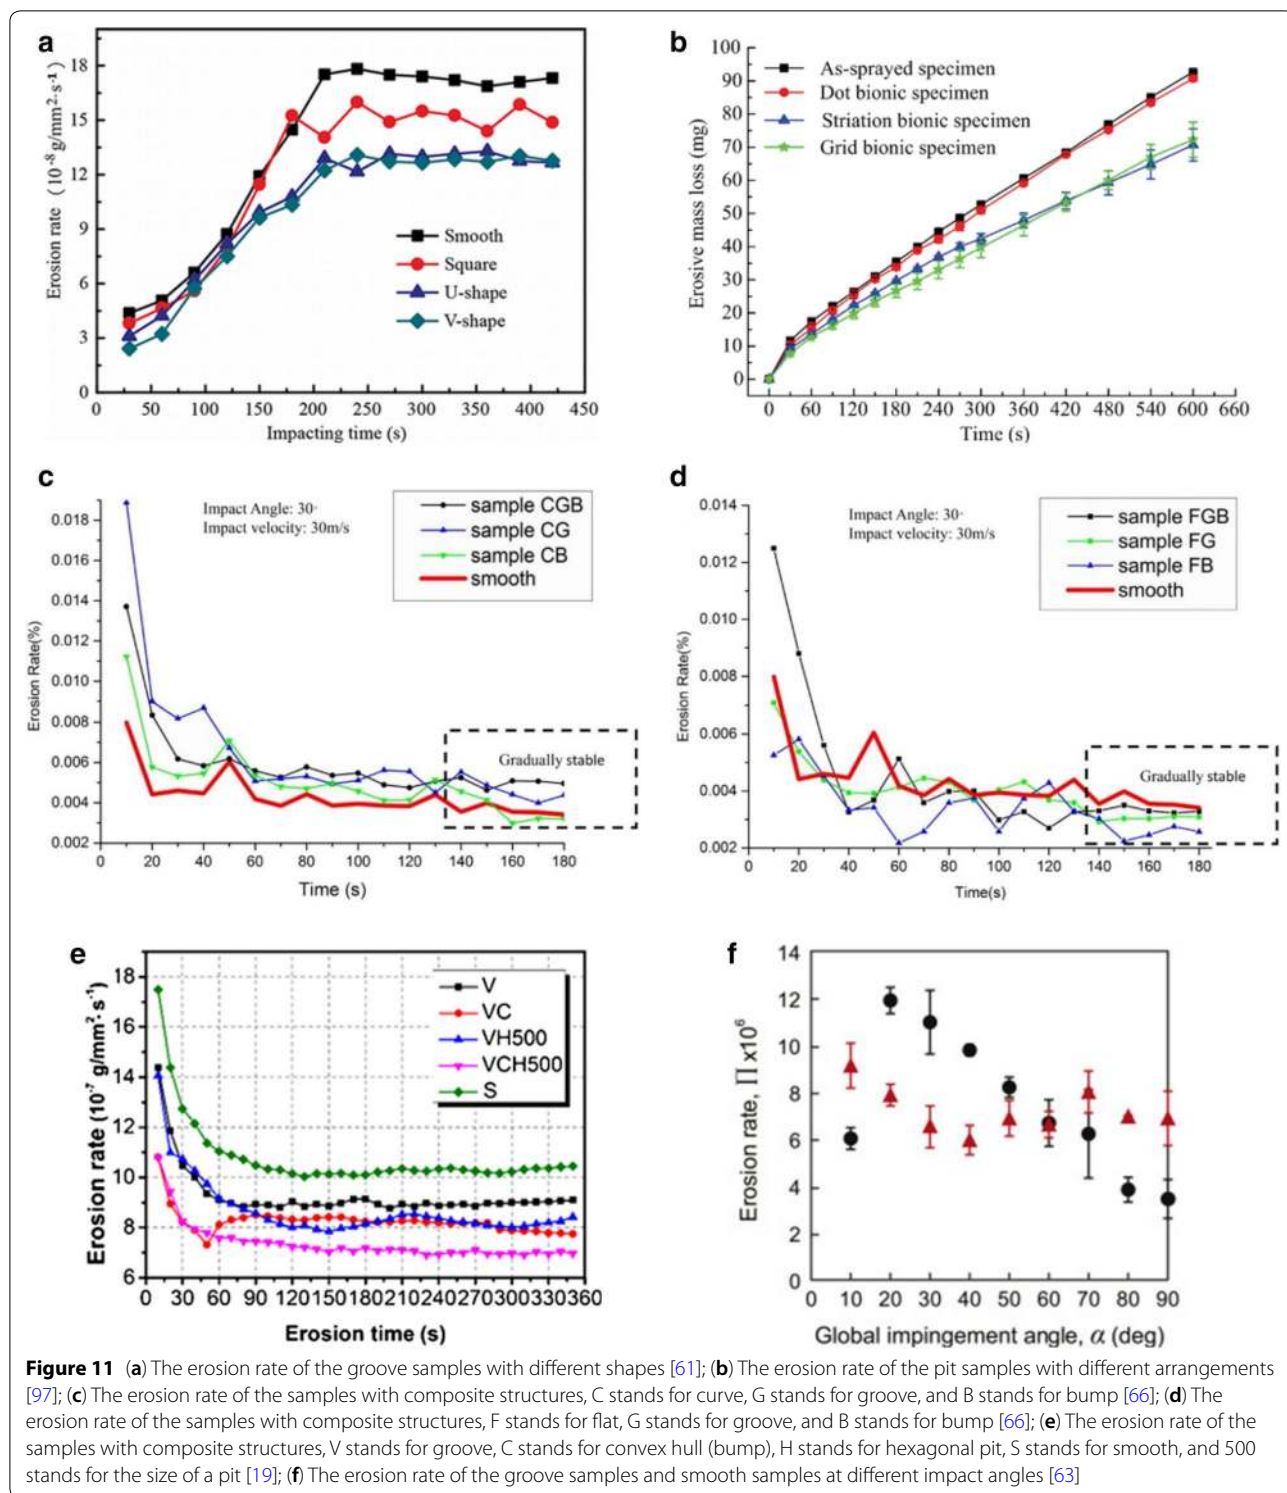 a
Erosion rate ( 10⁻⁸g/mm²·s⁻¹)
18
15
12
9
6
3
0
Smooth
Square
U-shape
V-shape
0 50 100 150 200 250 300 350 400 450
Impacting time (s)
b
Erosive mass loss (mg)
100
90
80
70
60
50
40
30
20
10
0
As-sprayed specimen
Dot bionic specimen
Striation bionic specimen
Grid bionic specimen
0 60 120 180 240 300 360 420 480 540 600 660
Time (s)
c
Erosion Rate(%)
0.018
0.016
0.014
0.012
0.010
0.008
0.006
0.004
0.002
Impact Angle: 30◦
Impact velocity: 30m/s
sample CGB
sample CG
sample CB
smooth
Gradually stable
0 20 40 60 80 100 120 140 160 180
Time (s)
d
Erosion Rate(%)
0.014
0.012
0.010
0.008
0.006
0.004
0.002
Impact Angle: 30◦
Impact velocity: 30m/s
sample FGB
sample FG
sample FB
smooth
Gradually stable
0 20 40 60 80 100 120 140 160 180
Time(s)
e
Erosion rate (10⁻⁷ g/mm²·s⁻¹)
18
16
14
12
10
8
6
V
VC
VH500
VCH500
S
0 30 60 90 120 150 180 210 240 270 300 330 360
Erosion time (s)
f
Erosion rate, ∏ x10⁶
14
12
10
8
6
4
2
0
0 10 20 30 40 50 60 70 80 90
Global impingement angle, α (deg)
Figure 11 (a) The erosion rate of the groove samples with different shapes [61]; (b) The erosion rate of the pit samples with different arrangements
[97]; (c) The erosion rate of the samples with composite structures, C stands for curve, G stands for groove, and B stands for bump [66]; (d) The
erosion rate of the samples with composite structures, F stands for flat, G stands for groove, and B stands for bump [66]; (e) The erosion rate of the
samples with composite structures, V stands for groove, C stands for convex hull (bump), H stands for hexagonal pit, S stands for smooth, and 500
stands for the size of a pit [19]; (f) The erosion rate of the groove samples and smooth samples at different impact angles [63]